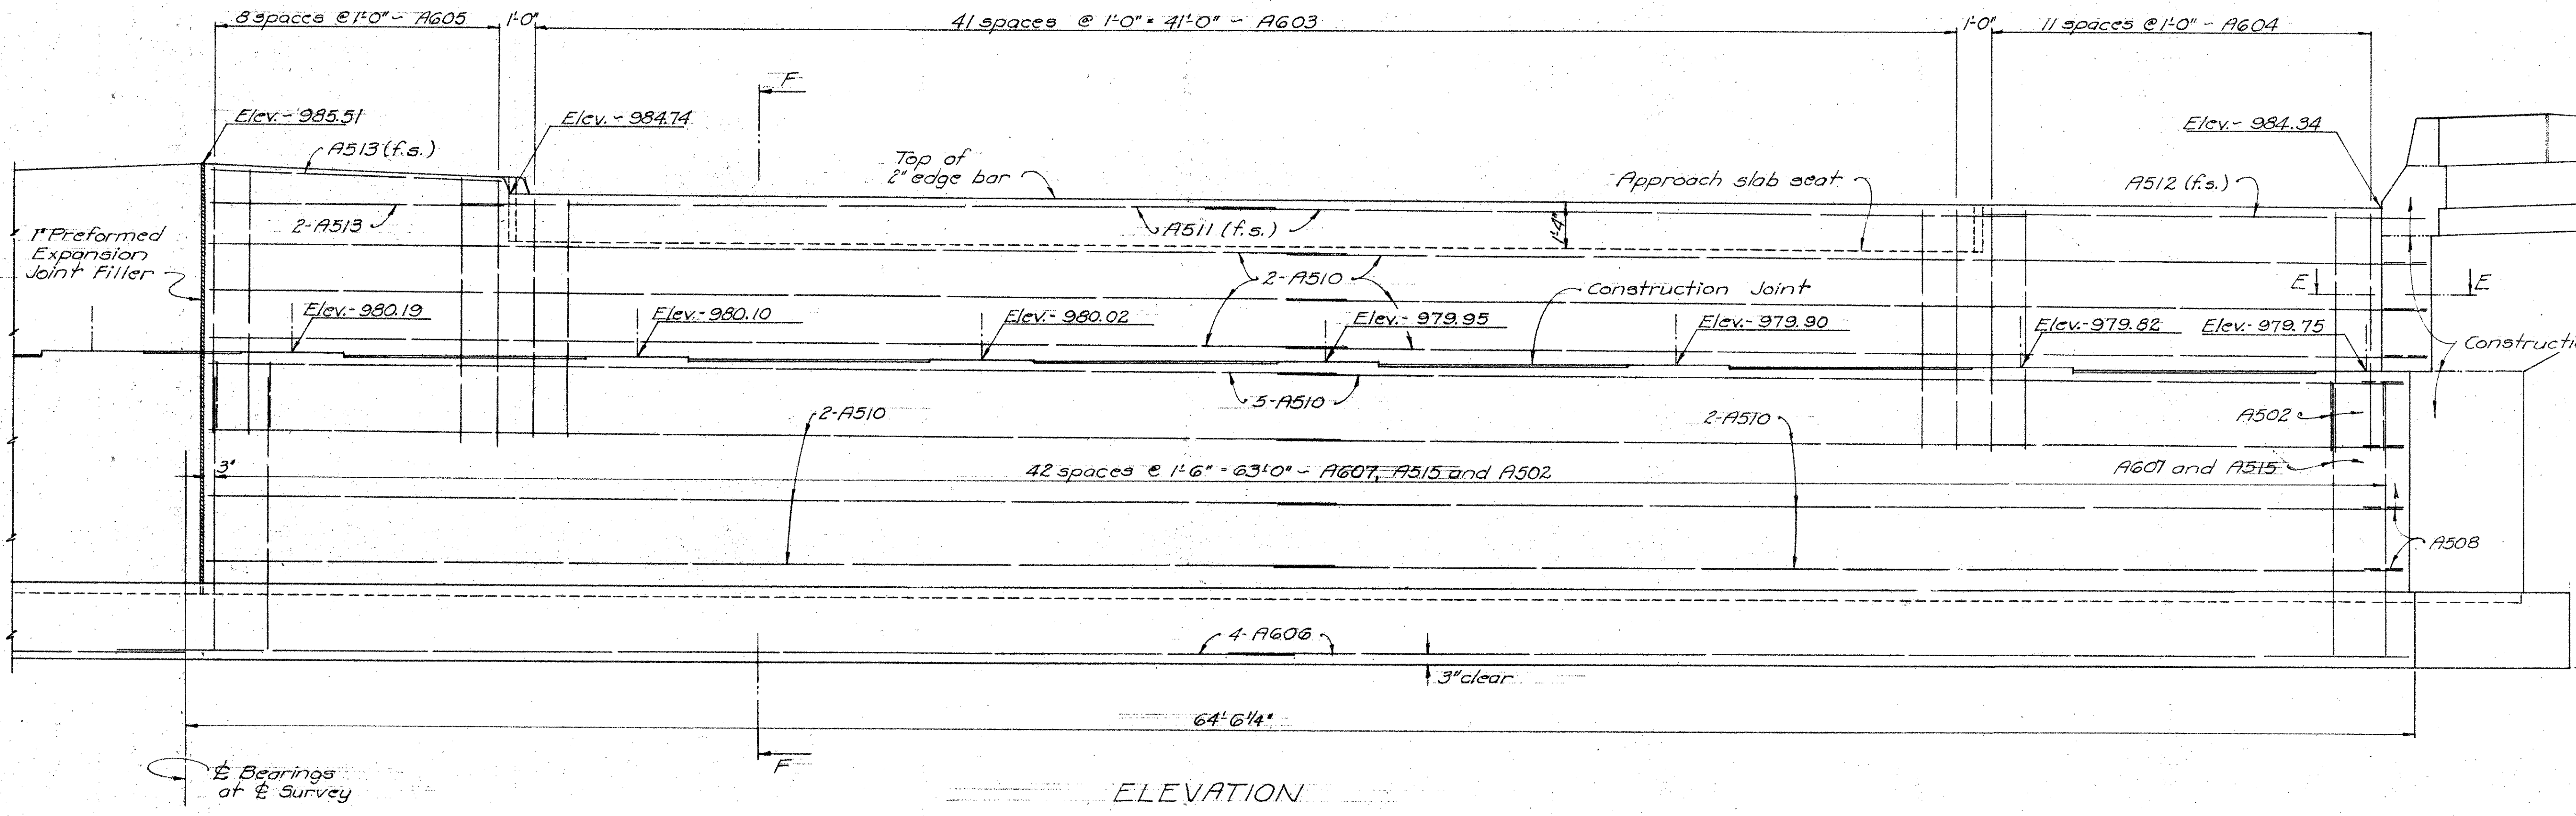 8 spaces @ 1'-0" - A605
1'-0"
41 spaces @ 1'-0" = 41'-0" - A603
1'-0"
11 spaces @ 1'-0" - A604
F
Elev.- 985.51
Elev.- 984.74
Elev.- 984.34
A513 (f.s.)
Top of
2" edge bar
Approach slab seat
A512 (f.s.)
2-A513
A511 (f.s.)
1'-4"
1" Preformed
Expansion
Joint Filler
2-A510
Construction Joint
E
E
Elev.- 980.19
Elev.- 980.10
Elev.- 980.02
Elev.- 979.95
Elev.- 979.90
Elev.- 979.82
Elev.- 979.75
Constructi
5-A510
2-A510
2-A510
A502
3"
42 spaces @ 1'-6" = 63'-0" - A607, A515 and A502
A607 and A515
A508
4-A606
3" clear
64'-6 1/4"
F
℄ Bearings
at ℄ Survey
ELEVATION